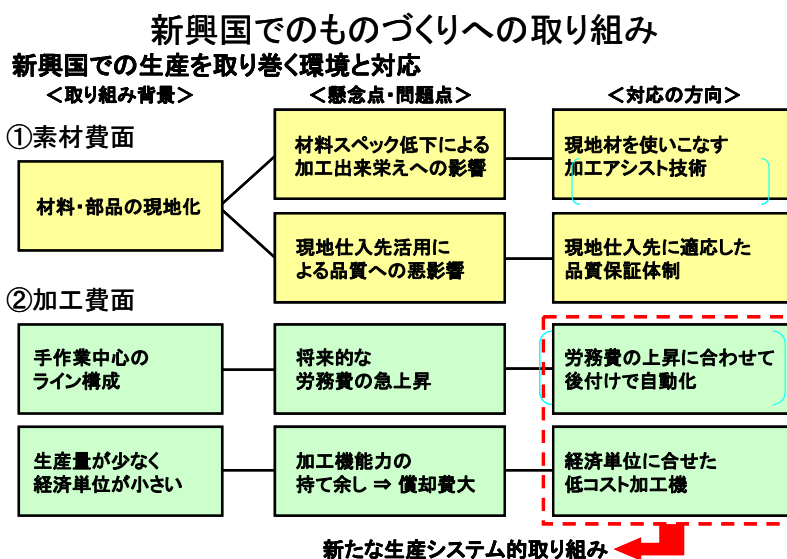 新興国でのものづくりへの取り組み
新興国での生産を取り巻く環境と対応
＜取り組み背景＞
＜懸念点・問題点＞
＜対応の方向＞
①素材費面
材料・部品の現地化
材料スペック低下による
加工出来栄えへの影響
現地材を使いこなす
加工アシスト技術
現地仕入先活用に
よる品質への悪影響
現地仕入先に適応した
品質保証体制
②加工費面
手作業中心の
ライン構成
将来的な
労務費の急上昇
労務費の上昇に合わせて
後付けで自動化
生産量が少なく
経済単位が小さい
加工機能力の
持て余し ⇒ 償却費大
経済単位に合せた
低コスト加工機
新たな生産システム的取り組み